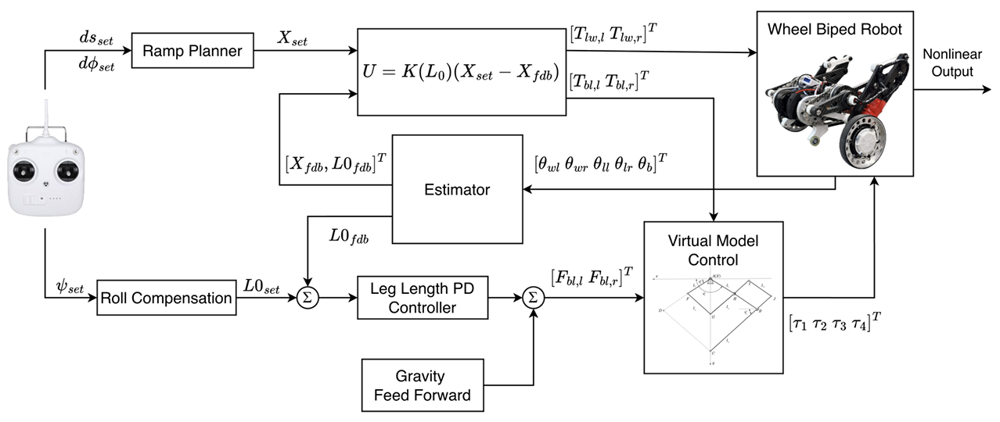 ds_set
dϕ_set
Ramp Planner
X_set
U = K(L_0)(X_set − X_fdb)
[T_lw,l T_lw,r]^T
[T_bl,l T_bl,r]^T
Wheel Biped Robot
Nonlinear
Output
[X_fdb, L0_fdb]^T
Estimator
[θ_wl θ_wr θ_ll θ_lr θ_b]^T
L0_fdb
ψ_set
Roll Compensation
L0_set
Σ
Leg Length PD
Controller
Σ
[F_bl,l F_bl,r]^T
Virtual Model
Control
[τ_1 τ_2 τ_3 τ_4]^T
Gravity
Feed Forward